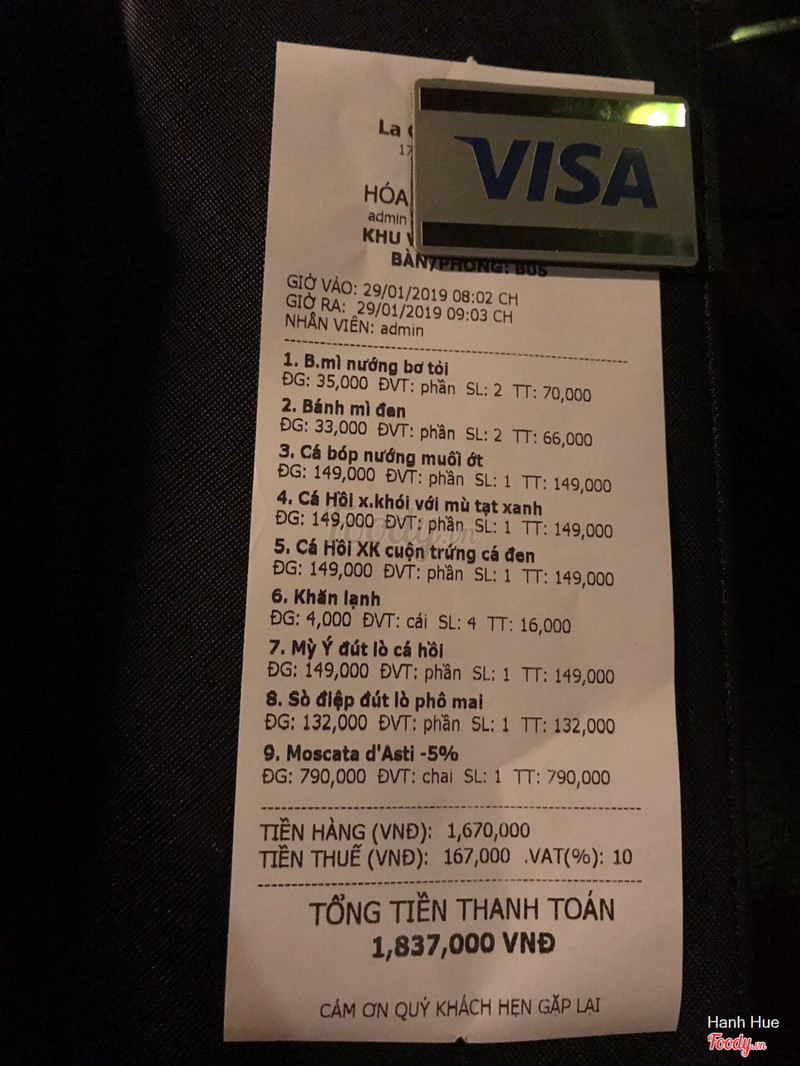 VISA
La
17
HÓA
admin
KHU
BÀN/PHÒNG: B05
GIỜ VÀO: 29/01/2019 08:02 CH
GIỜ RA: 29/01/2019 09:03 CH
NHÂN VIÊN: admin
1. B.mì nướng bơ tỏi
ĐG: 35,000 ĐVT: phần SL: 2 TT: 70,000
2. Bánh mì đen
ĐG: 33,000 ĐVT: phần SL: 2 TT: 66,000
3. Cá bóp nướng muối ớt
ĐG: 149,000 ĐVT: phần SL: 1 TT: 149,000
4. Cá Hồi x.khói với mù tạt xanh
ĐG: 149,000 ĐVT: phần SL: 1 TT: 149,000
5. Cá Hồi XK cuộn trứng cá đen
ĐG: 149,000 ĐVT: phần SL: 1 TT: 149,000
6. Khăn lạnh
ĐG: 4,000 ĐVT: cái SL: 4 TT: 16,000
7. Mỳ Ý đút lò cá hồi
ĐG: 149,000 ĐVT: phần SL: 1 TT: 149,000
8. Sò điệp đút lò phô mai
ĐG: 132,000 ĐVT: phần SL: 1 TT: 132,000
9. Moscata d'Asti -5%
ĐG: 790,000 ĐVT: chai SL: 1 TT: 790,000
TIỀN HÀNG (VNĐ): 1,670,000
TIỀN THUẾ (VNĐ): 167,000 .VAT(%): 10
TỔNG TIỀN THANH TOÁN
1,837,000 VNĐ
CÁM ƠN QUÝ KHÁCH HẸN GẶP LẠI
Hanh Hue
Foody.vn